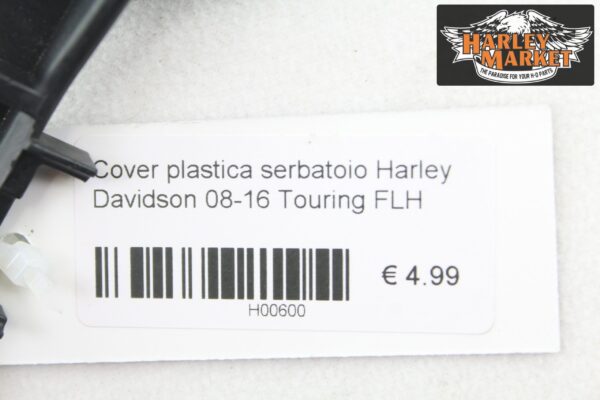 HARLEY
MARKET
THE PARADISE FOR YOUR H-D PARTS
Cover plastica serbatoio Harley
Davidson 08-16 Touring FLH
€ 4.99
H00600